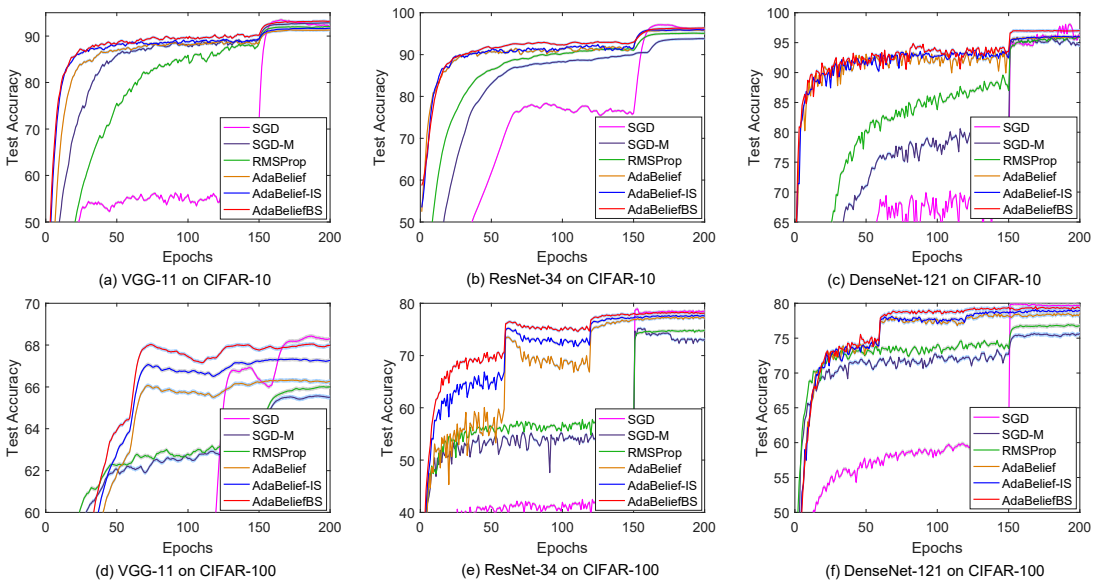 Test Accuracy
90
80
70
60
50
0 50 100 150 200
Epochs
SGD
SGD-M
RMSProp
AdaBelief
AdaBelief-IS
AdaBeliefBS
(a) VGG-11 on CIFAR-10
Test Accuracy
100
90
80
70
60
50
0 50 100 150 200
Epochs
SGD
SGD-M
RMSProp
AdaBelief
AdaBelief-IS
AdaBeliefBS
(b) ResNet-34 on CIFAR-10
Test Accuracy
100
95
90
85
80
75
70
65
0 50 100 150 200
Epochs
SGD
SGD-M
RMSProp
AdaBelief
AdaBelief-IS
AdaBeliefBS
(c) DenseNet-121 on CIFAR-10
Test Accuracy
70
68
66
64
62
60
0 50 100 150 200
Epochs
SGD
SGD-M
RMSProp
AdaBelief
AdaBelief-IS
AdaBeliefBS
(d) VGG-11 on CIFAR-100
Test Accuracy
80
70
60
50
40
0 50 100 150 200
Epochs
SGD
SGD-M
RMSProp
AdaBelief
AdaBelief-IS
AdaBeliefBS
(e) ResNet-34 on CIFAR-100
Test Accuracy
80
75
70
65
60
55
50
0 50 100 150 200
Epochs
SGD
SGD-M
RMSProp
AdaBelief
AdaBelief-IS
AdaBeliefBS
(f) DenseNet-121 on CIFAR-100